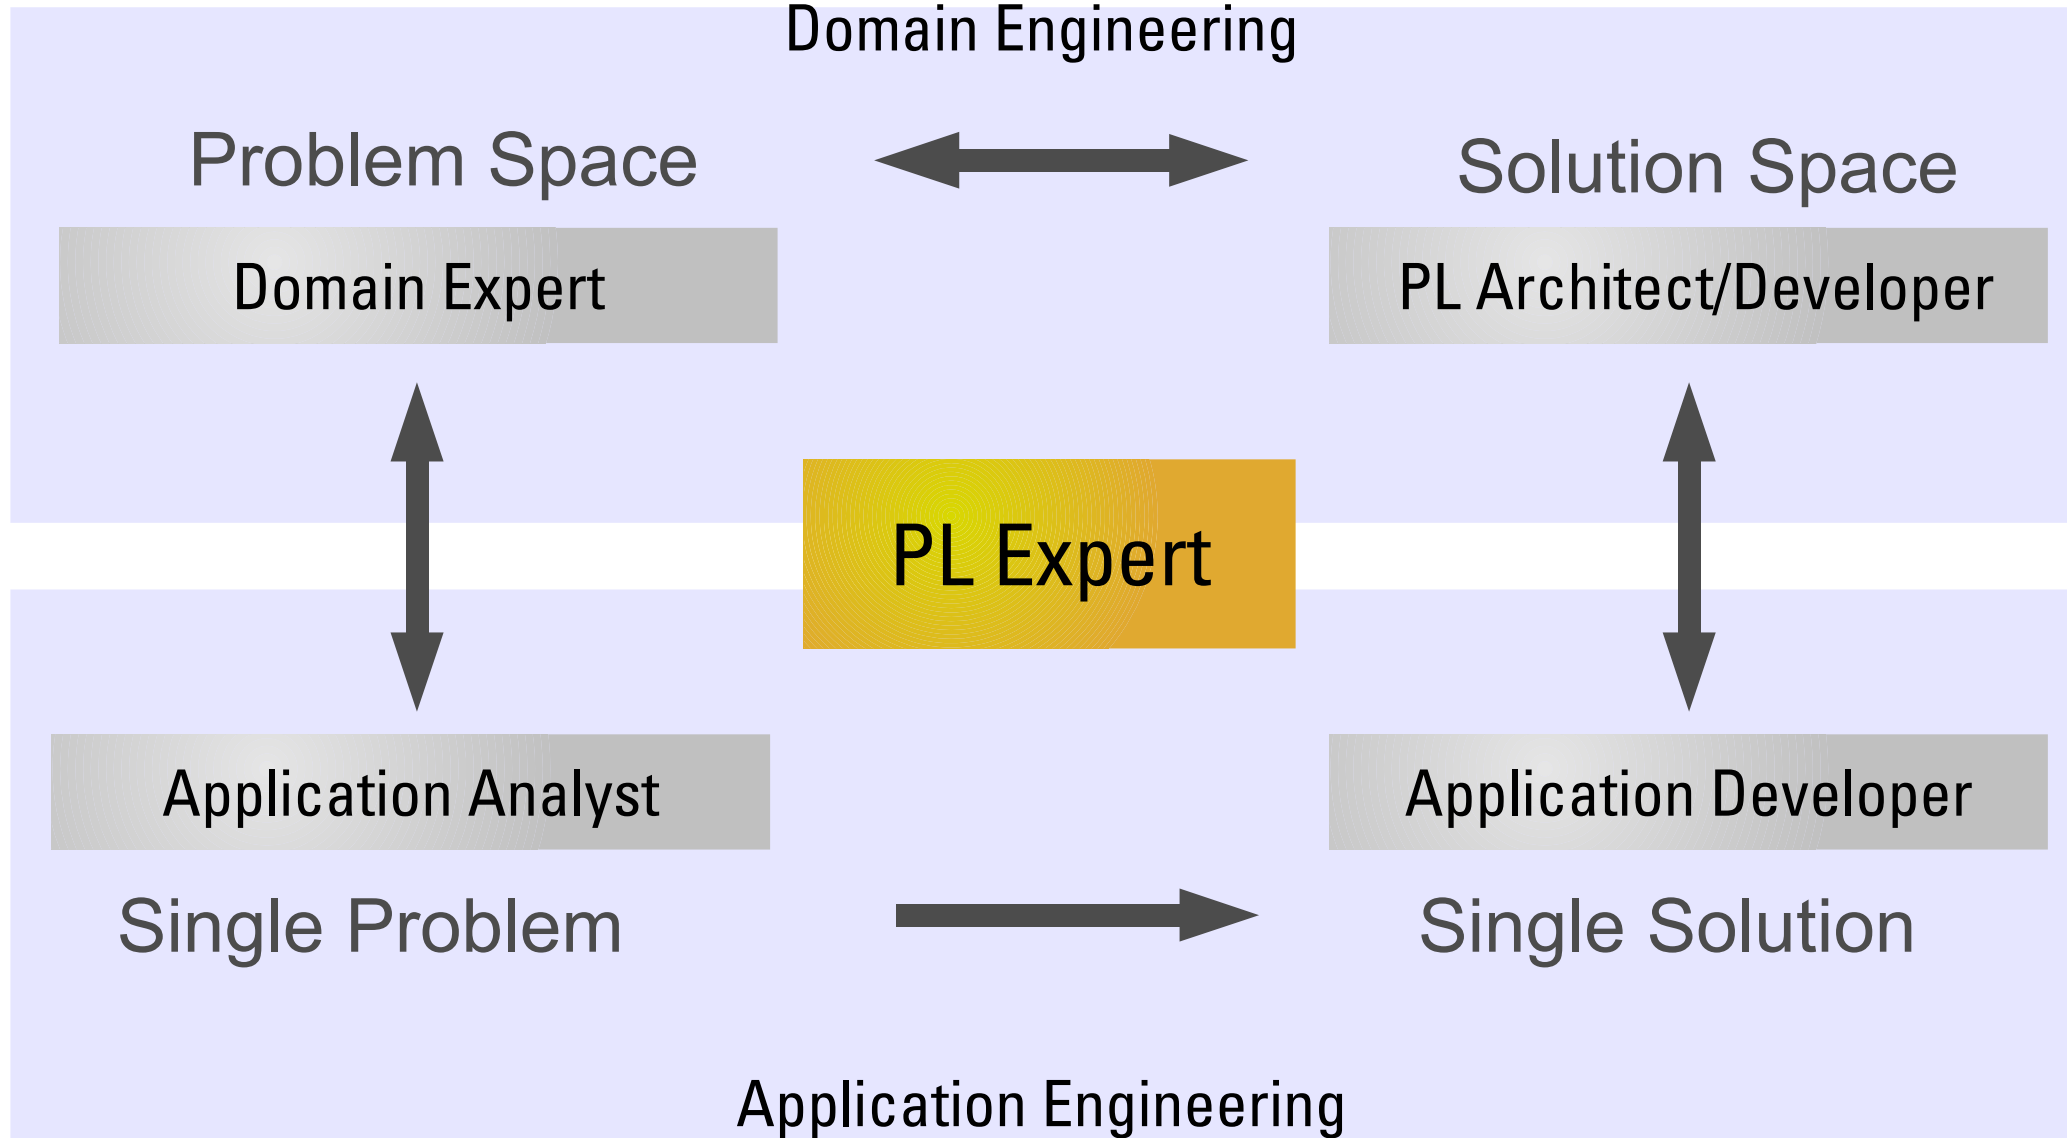 Domain Engineering
Problem Space
Solution Space
Domain Expert
PL Architect/Developer
PL Expert
Application Analyst
Application Developer
Single Problem
Single Solution
Application Engineering